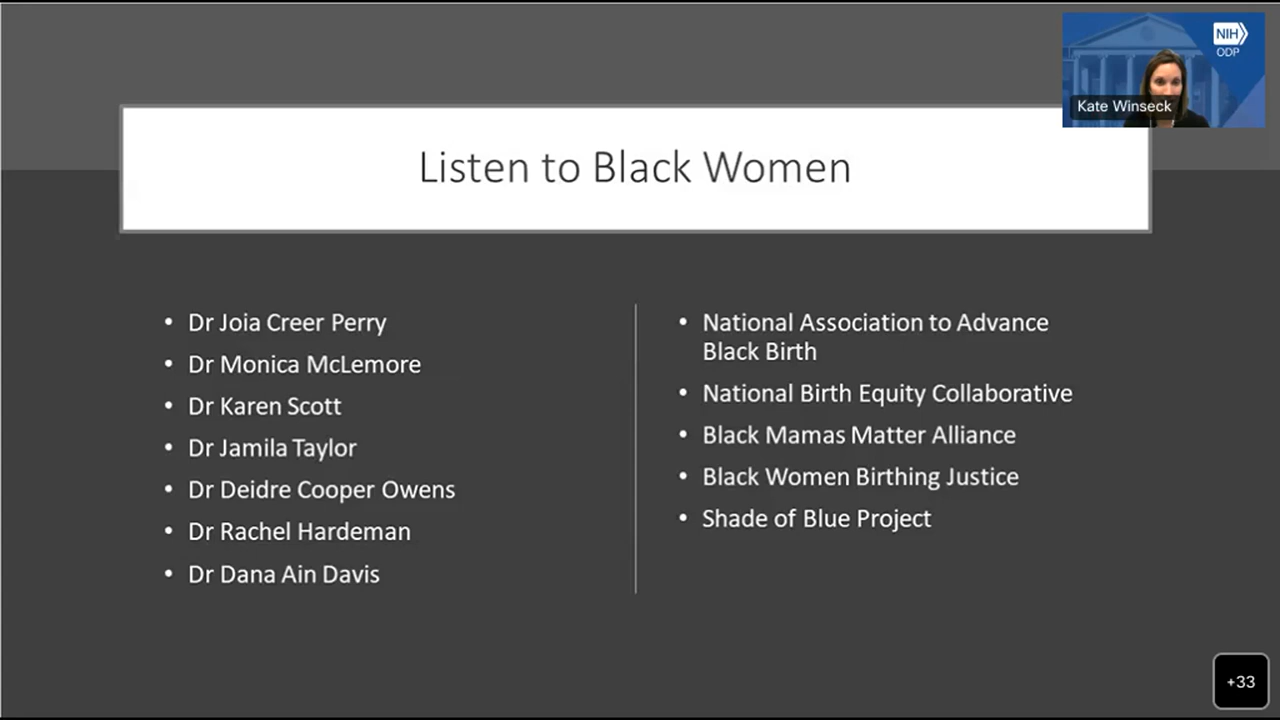 NIH
ODP
Kate Winseck
Listen to Black Women
• Dr Joia Creer Perry
• Dr Monica McLemore
• Dr Karen Scott
• Dr Jamila Taylor
• Dr Deidre Cooper Owens
• Dr Rachel Hardeman
• Dr Dana Ain Davis
• National Association to Advance
Black Birth
• National Birth Equity Collaborative
• Black Mamas Matter Alliance
• Black Women Birthing Justice
• Shade of Blue Project
+33